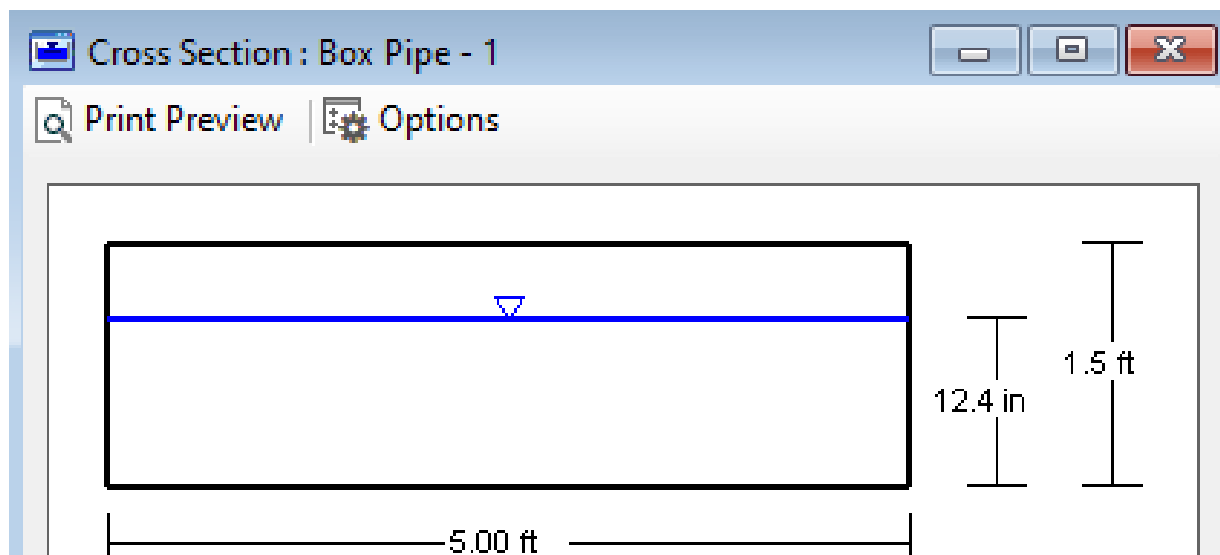 Cross Section : Box Pipe - 1
Print Preview
Options
1.5 ft
12.4 in
5.00 ft